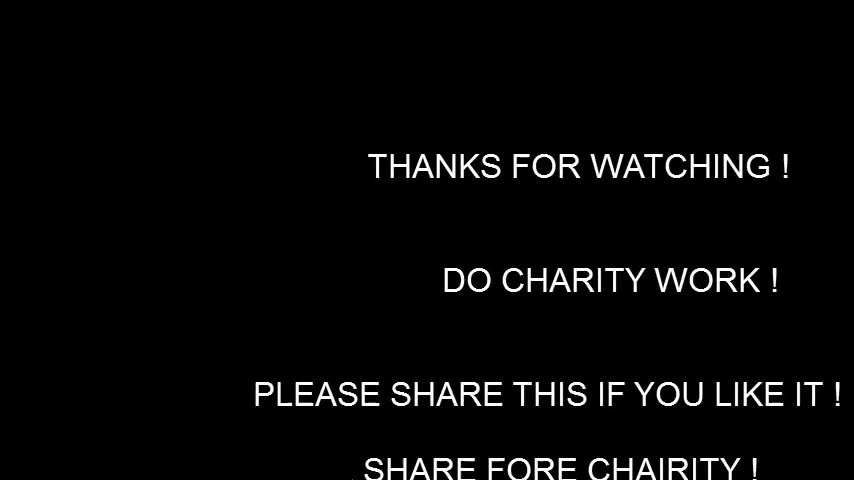 THANKS FOR WATCHING !
DO CHARITY WORK !
PLEASE SHARE THIS IF YOU LIKE IT !
SHARE FORE CHAIRITY !